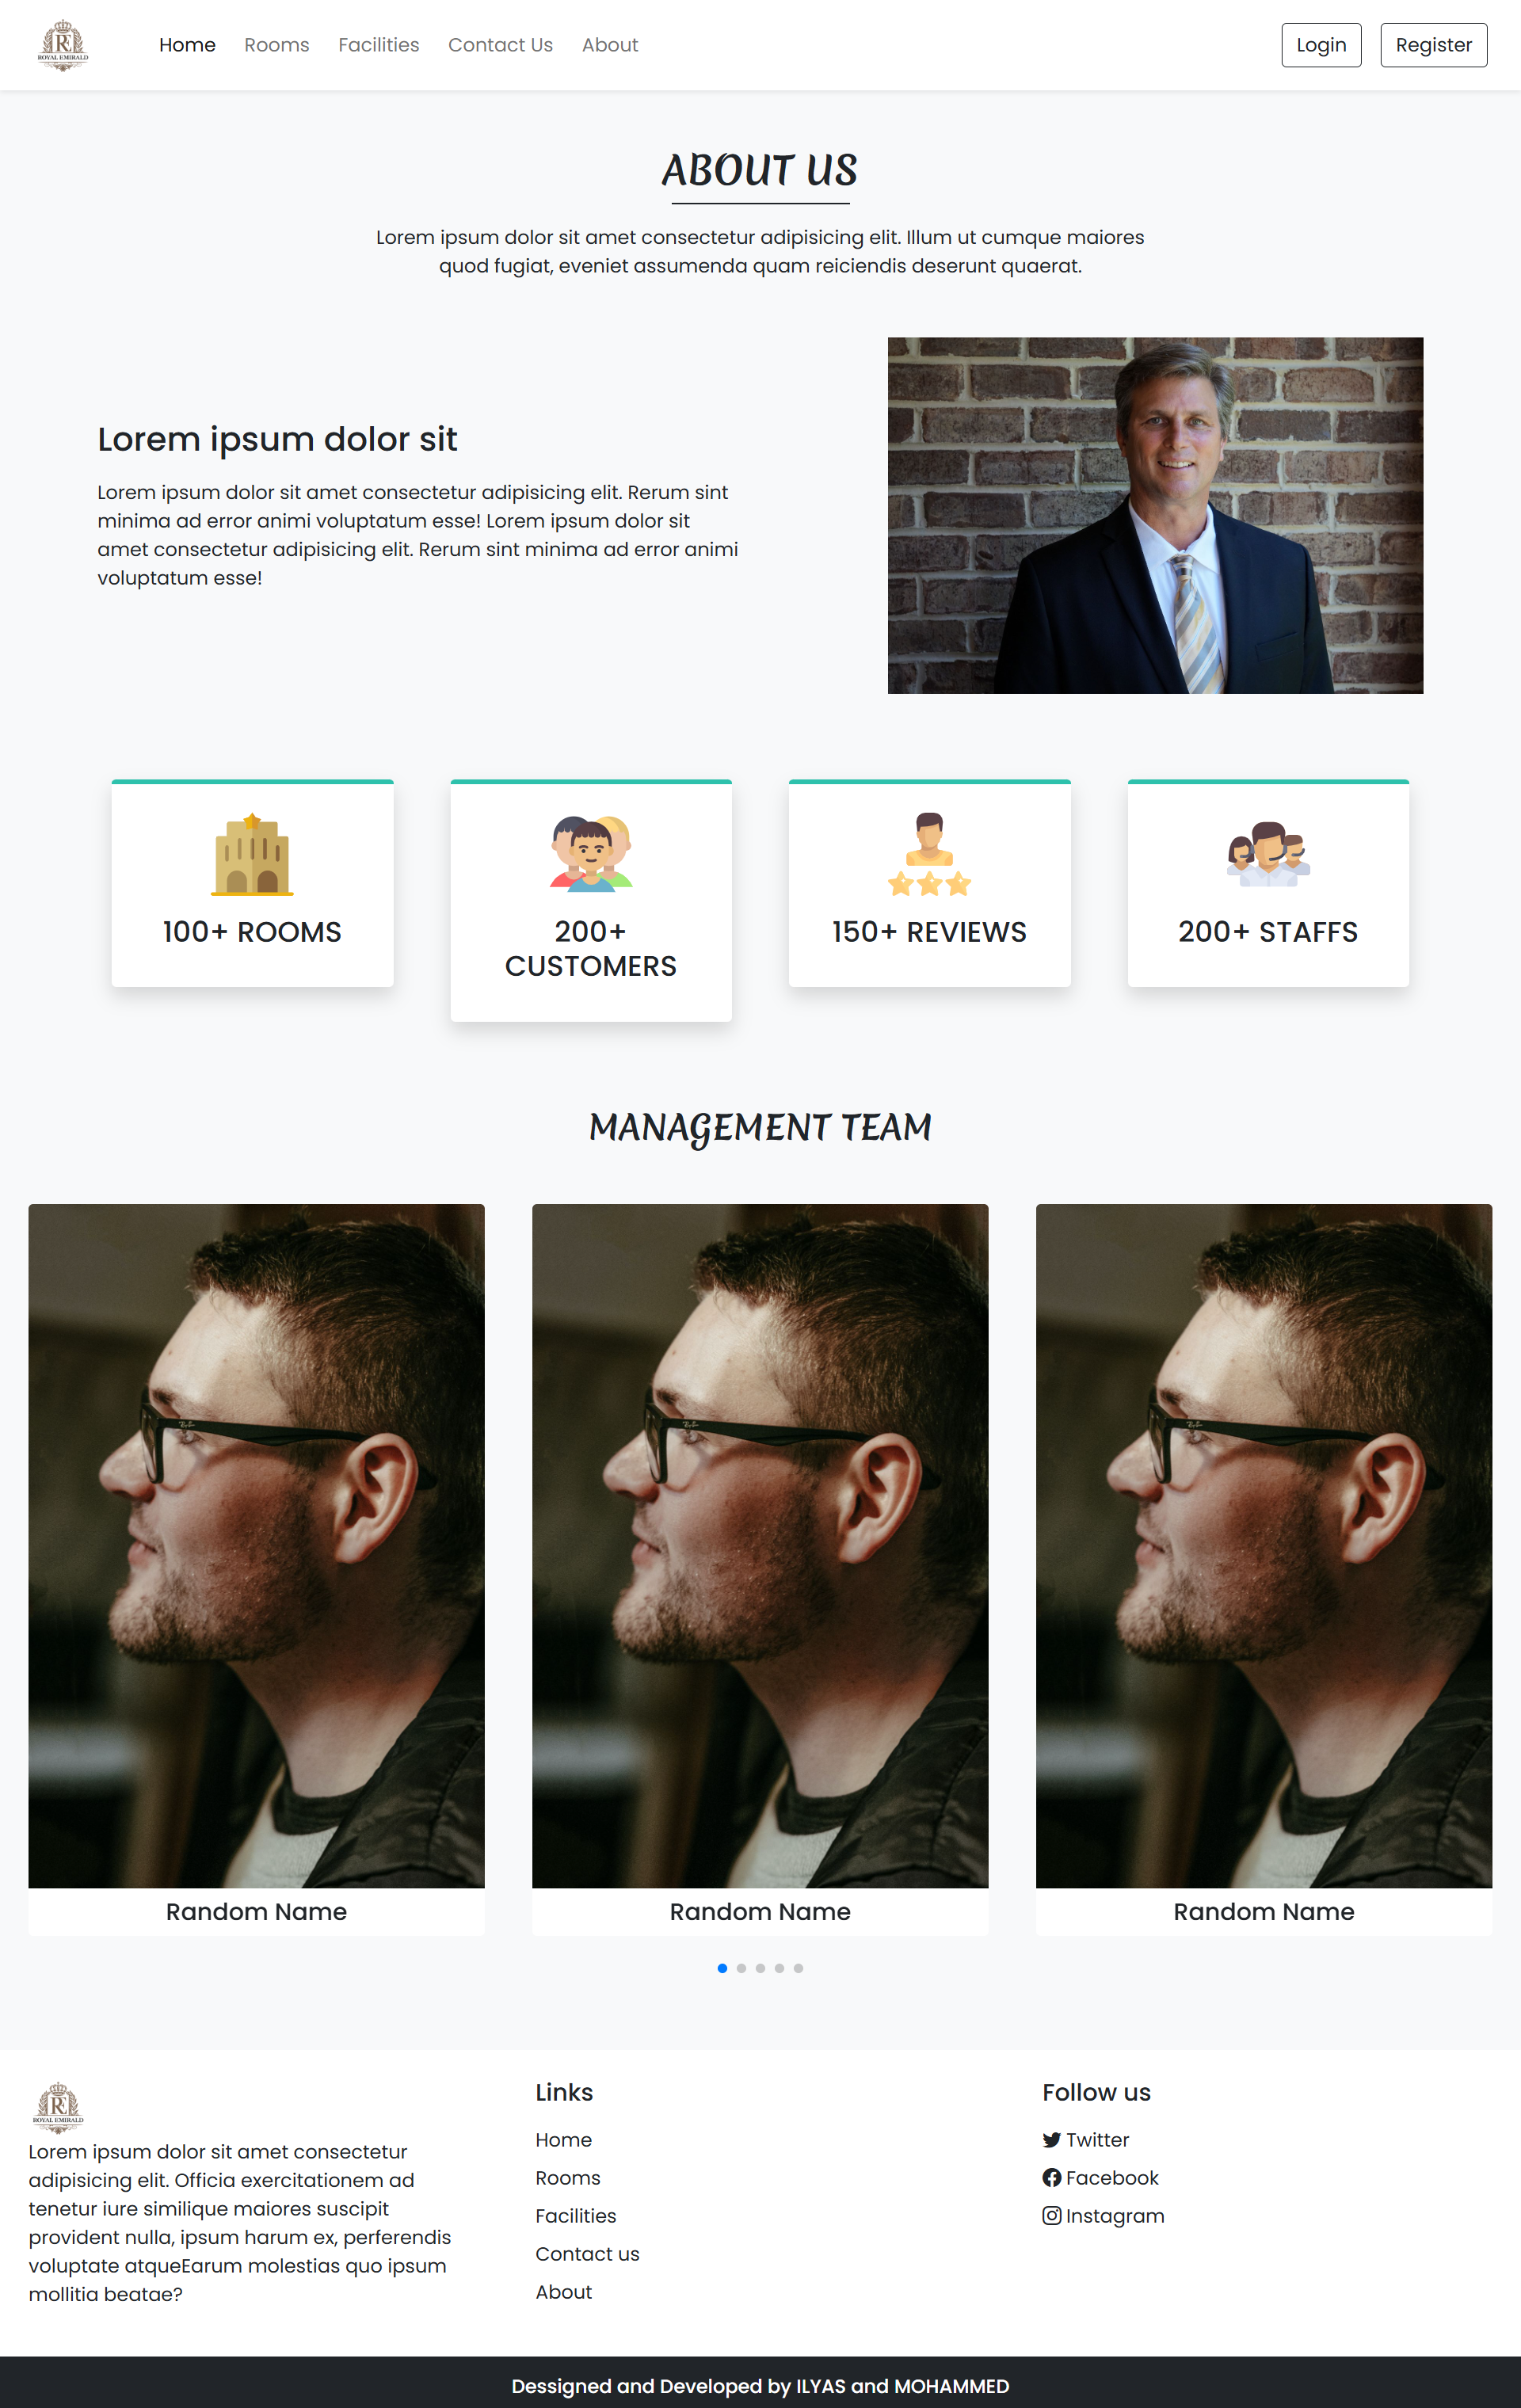 ROYAL EMIRALD
Home
Rooms
Facilities
Contact Us
About
Login
Register
ABOUT US
Lorem ipsum dolor sit amet consectetur adipisicing elit. Illum ut cumque maiores
quod fugiat, eveniet assumenda quam reiciendis deserunt quaerat.
Lorem ipsum dolor sit
Lorem ipsum dolor sit amet consectetur adipisicing elit. Rerum sint
minima ad error animi voluptatum esse! Lorem ipsum dolor sit
amet consectetur adipisicing elit. Rerum sint minima ad error animi
voluptatum esse!
100+ ROOMS
200+
CUSTOMERS
150+ REVIEWS
200+ STAFFS
MANAGEMENT TEAM
Random Name
Random Name
Random Name
ROYAL EMIRALD
Lorem ipsum dolor sit amet consectetur
adipisicing elit. Officia exercitationem ad
tenetur iure similique maiores suscipit
provident nulla, ipsum harum ex, perferendis
voluptate atqueEarum molestias quo ipsum
mollitia beatae?
Links
Home
Rooms
Facilities
Contact us
About
Follow us
Twitter
Facebook
Instagram
Dessigned and Developed by ILYAS and MOHAMMED